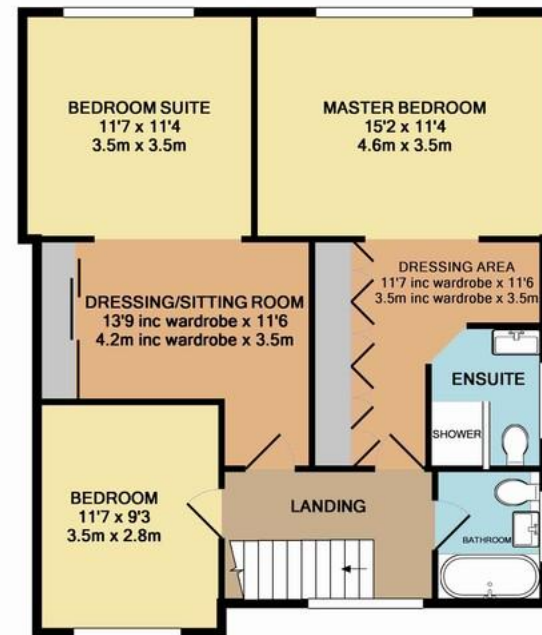 BEDROOM SUITE
11'7 x 11'4
3.5m x 3.5m
MASTER BEDROOM
15'2 x 11'4
4.6m x 3.5m
DRESSING/SITTING ROOM
13'9 inc wardrobe x 11'6
4.2m inc wardrobe x 3.5m
DRESSING AREA
11'7 inc wardrobe x 11'6
3.5m inc wardrobe x 3.5m
ENSUITE
SHOWER
BEDROOM
11'7 x 9'3
3.5m x 2.8m
LANDING
BATHROOM